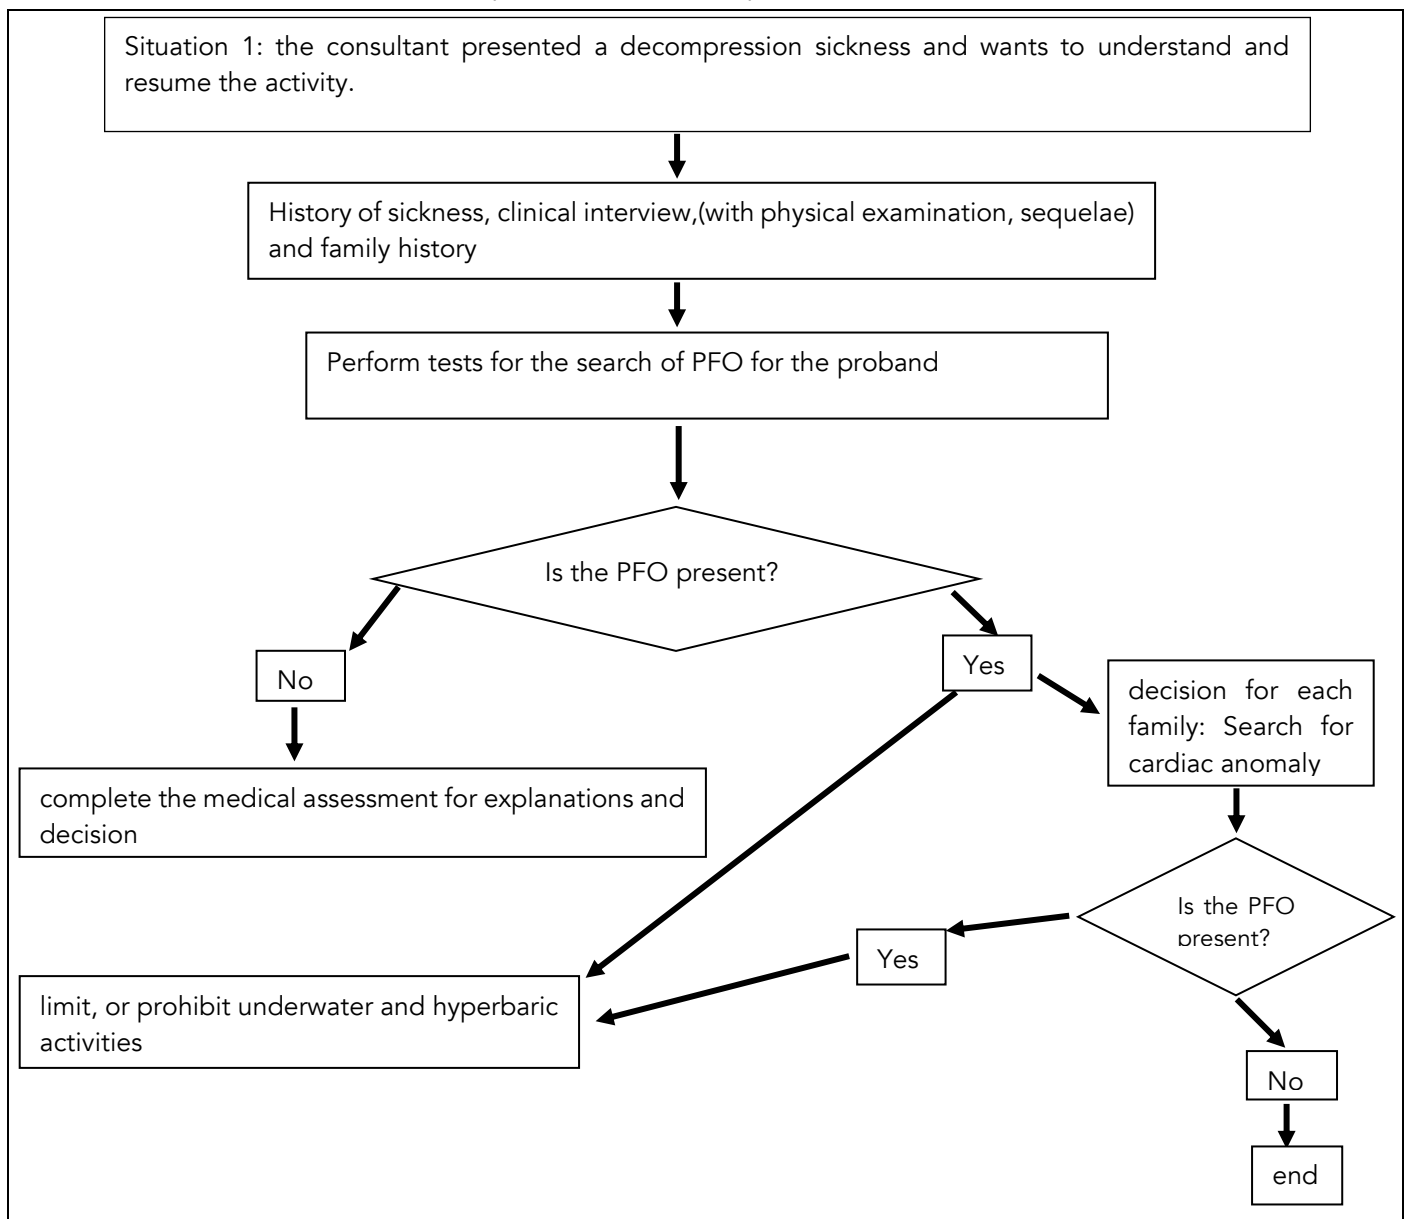 Situation 1: the consultant presented a decompression sickness and wants to understand and
resume the activity.
History of sickness, clinical interview,(with physical examination, sequelae)
and family history
Perform tests for the search of PFO for the proband
Is the PFO present?
No
Yes
decision for each
family: Search for
cardiac anomaly
complete the medical assessment for explanations and
decision
Is the PFO
present?
Yes
limit, or prohibit underwater and hyperbaric
activities
No
end